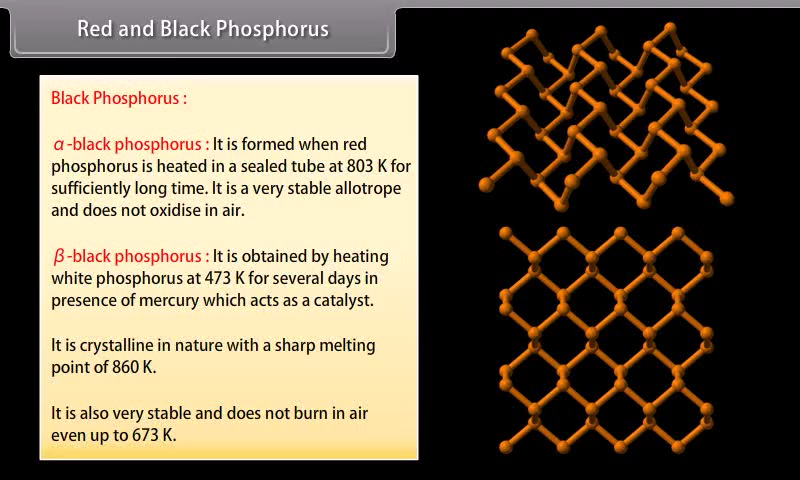 Red and Black Phosphorus
Black Phosphorus :
α-black phosphorus : It is formed when red
phosphorus is heated in a sealed tube at 803 K for
sufficiently long time. It is a very stable allotrope
and does not oxidise in air.
β-black phosphorus : It is obtained by heating
white phosphorus at 473 K for several days in
presence of mercury which acts as a catalyst.
It is crystalline in nature with a sharp melting
point of 860 K.
It is also very stable and does not burn in air
even up to 673 K.